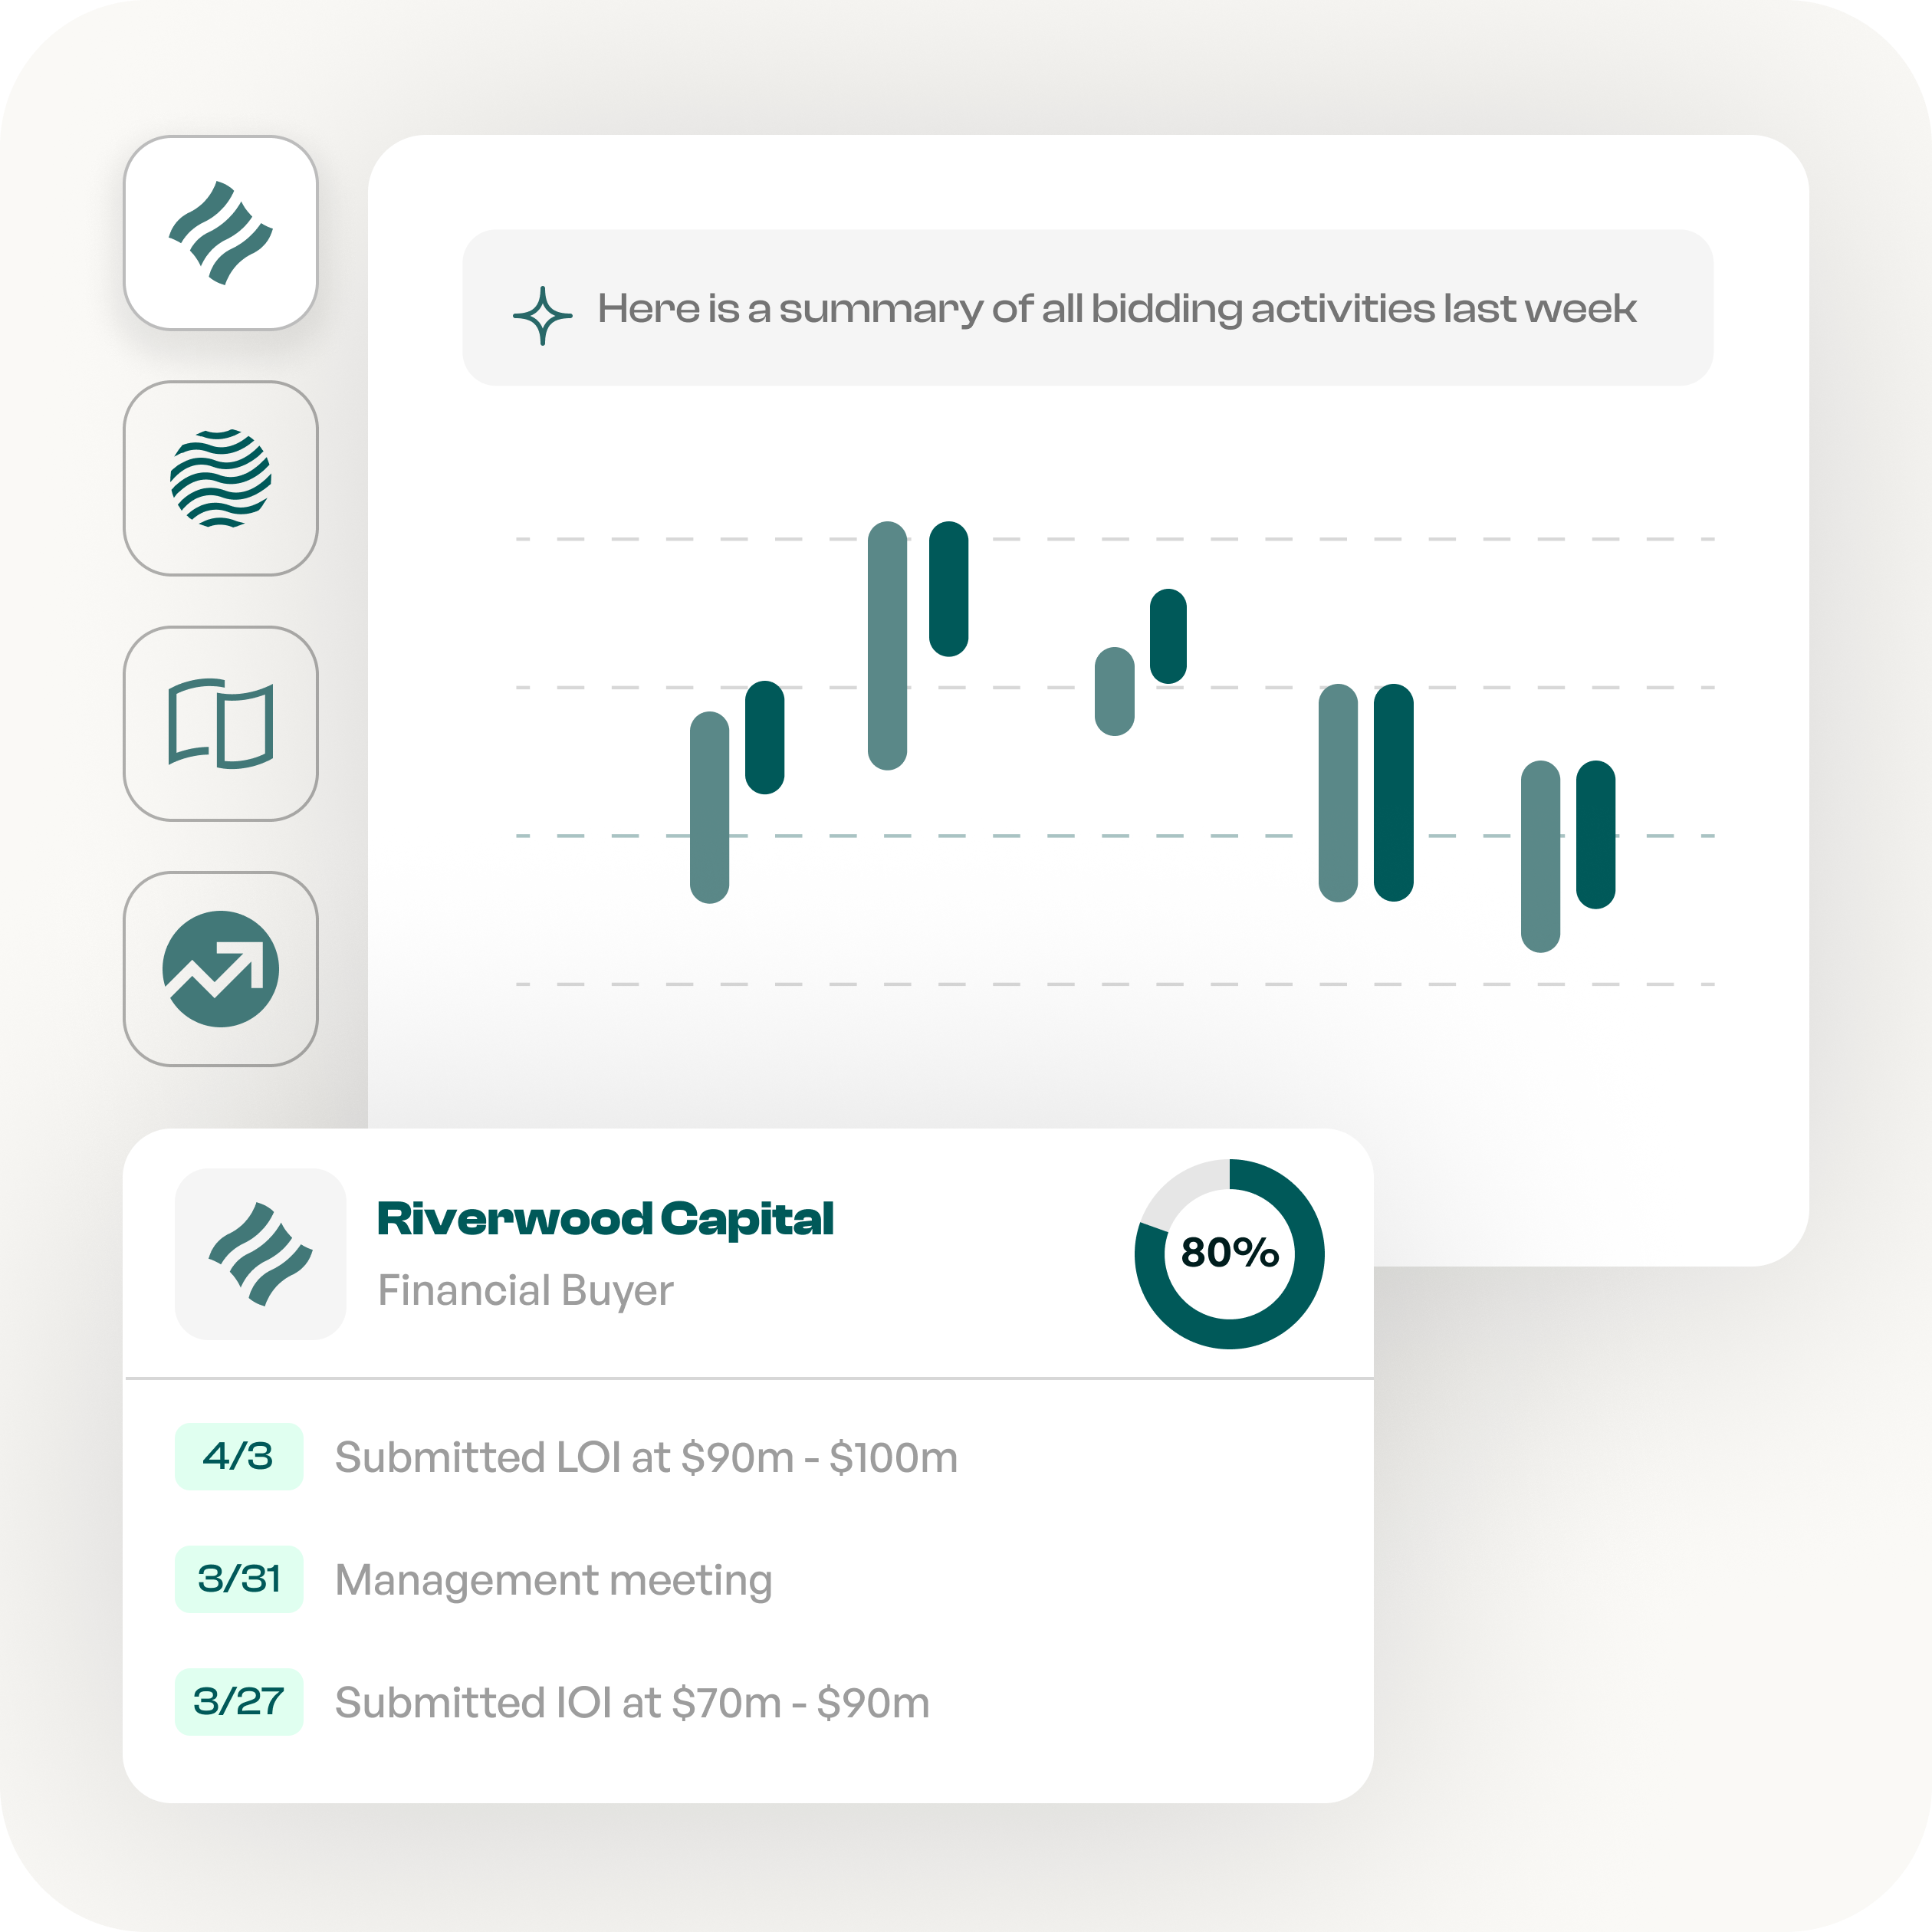 Here is a summary of all bidding activities last week
Riverwood Capital
Financial Buyer
80%
4/3 Submitted LOI at $90m - $100m
3/31 Management meeting
3/27 Submitted IOI at $70m - $90m